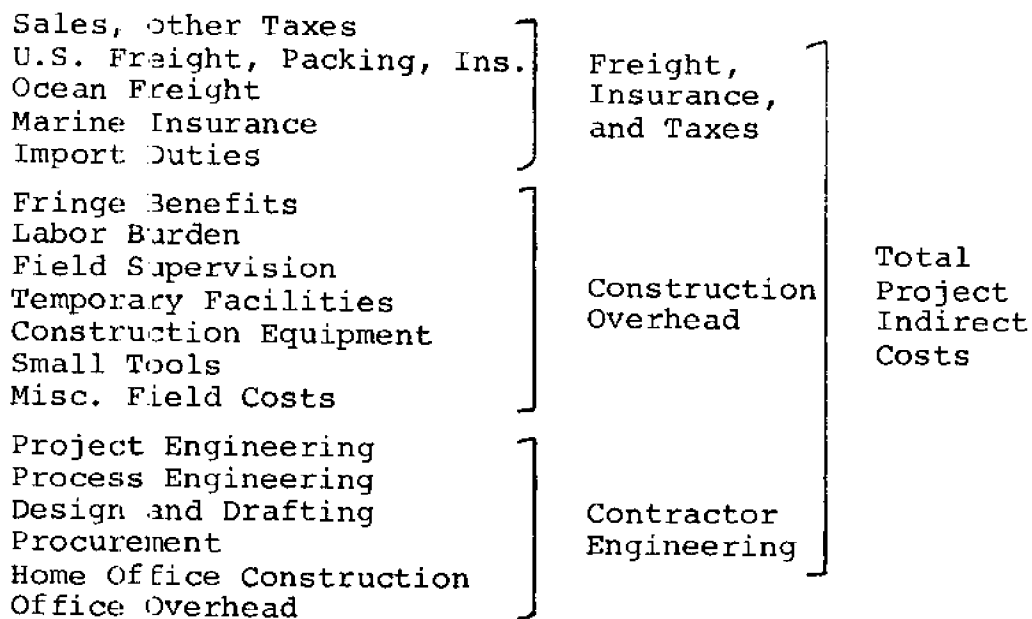 Sales, other Taxes
U.S. Freight, Packing, Ins.
Ocean Freight
Marine Insurance
Import Duties
Freight,
Insurance,
and Taxes
Fringe Benefits
Labor Burden
Field Supervision
Temporary Facilities
Construction Equipment
Small Tools
Misc. Field Costs
Construction
Overhead
Project Engineering
Process Engineering
Design and Drafting
Procurement
Home Office Construction
Office Overhead
Contractor
Engineering
Total
Project
Indirect
Costs